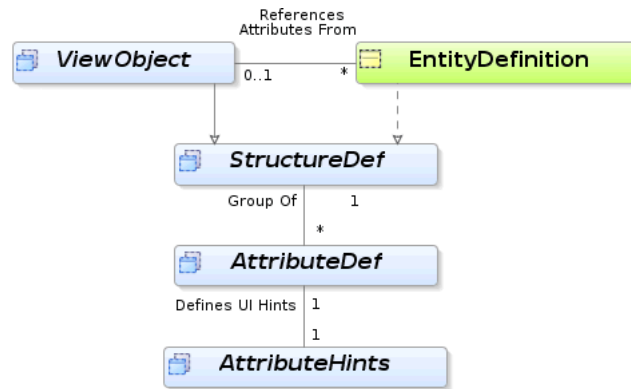 References
Attributes From
ViewObject
EntityDefinition
0..1
*
StructureDef
Group Of
1
*
AttributeDef
Defines UI Hints
1
1
AttributeHints